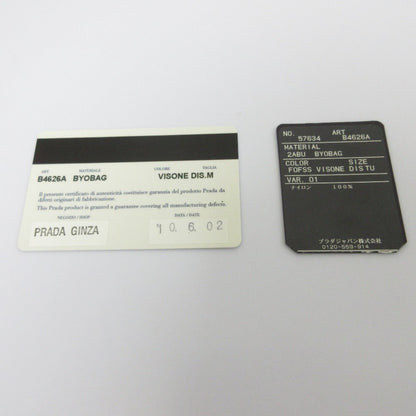 ART. MATERIALE COLORE TAGLIA
B4626A BYOBAG VISONE DIS.M
Il presente certificato di autenticità costituisce garanzia del prodotto Prada da
difetti originari di fabbricazione.
This Prada product is granted a guarantee covering all manufacturing defects.
NEGOZIO / SHOP DATA / DATE
PRADA GINZA '10. 6. 02
NO. ART
57634 B4626A
MATERIAL
2ABU BYOBAG
COLOR SIZE
F0FSS VISONE DIS TU
VAR. 01
ナイロン 100%
プラダジャパン株式会社
0120-559-914